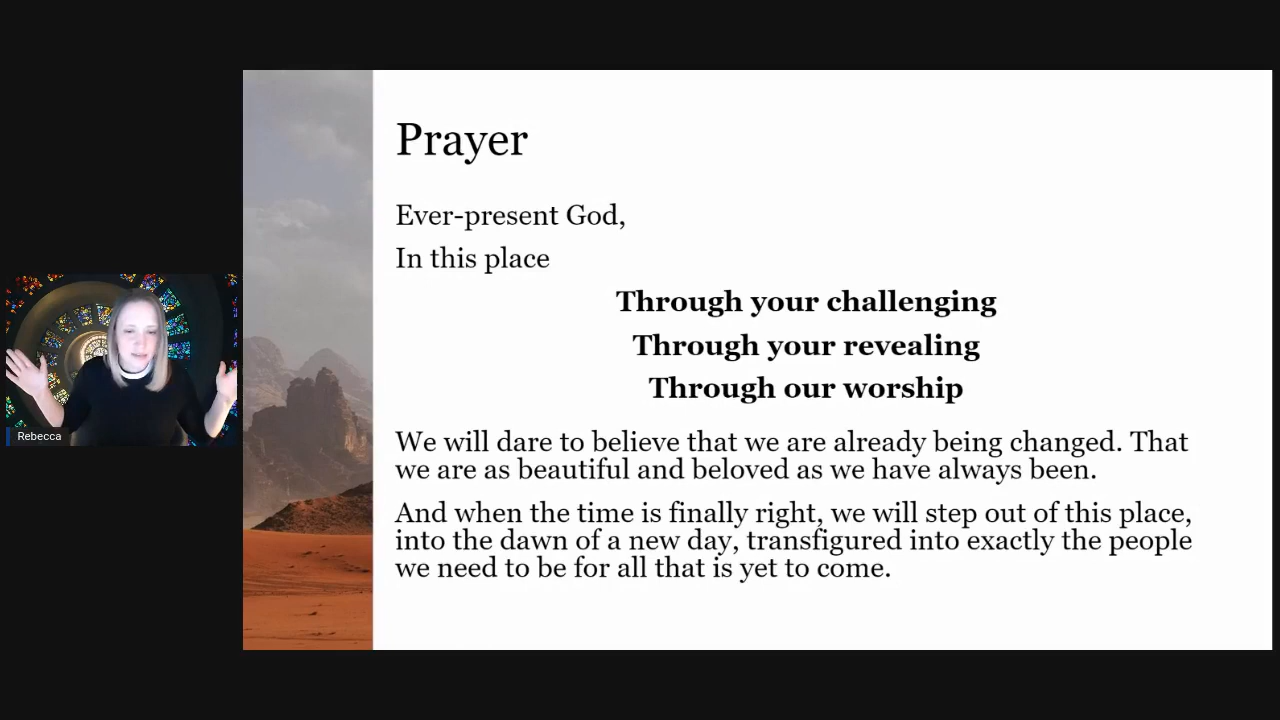 Prayer
Ever-present God,
In this place
Through your challenging
Through your revealing
Through our worship
We will dare to believe that we are already being changed. That
we are as beautiful and beloved as we have always been.
And when the time is finally right, we will step out of this place,
into the dawn of a new day, transfigured into exactly the people
we need to be for all that is yet to come.
Rebecca